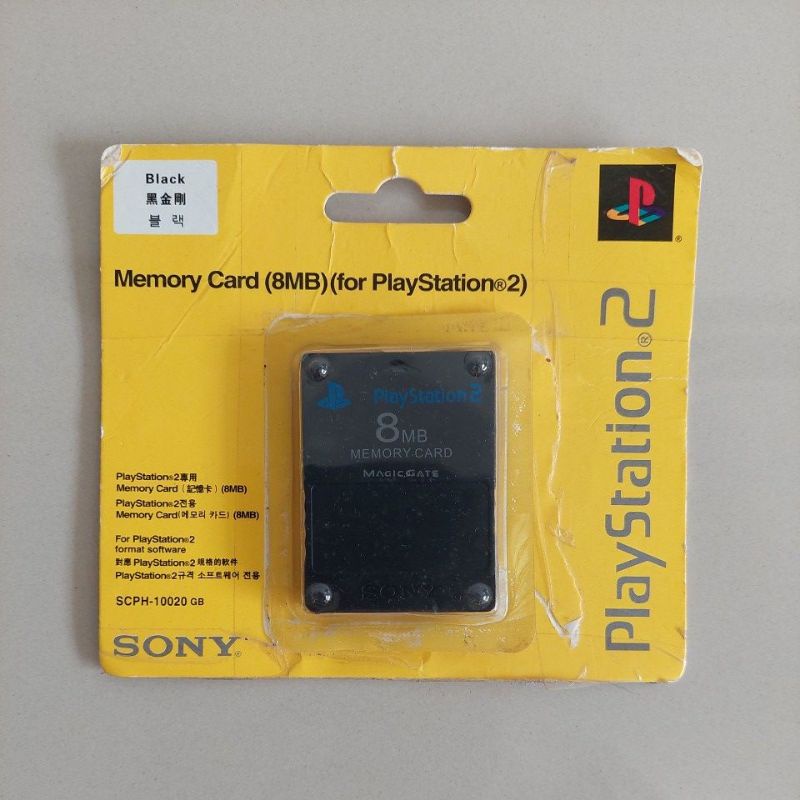 Black
黑金剛
블랙
Memory Card (8MB)(for PlayStation®2)
PlayStation®2
PlayStation 2
8MB
MEMORY CARD
MAGICGATE
SONY
PlayStation®2專用
Memory Card (記憶卡) (8MB)
PlayStation®2전용
Memory Card(메모리 카드) (8MB)
For PlayStation®2
format software
對應 PlayStation®2 規格的軟件
PlayStation®2규격 소프트웨어 전용
SCPH-10020 GB
SONY®